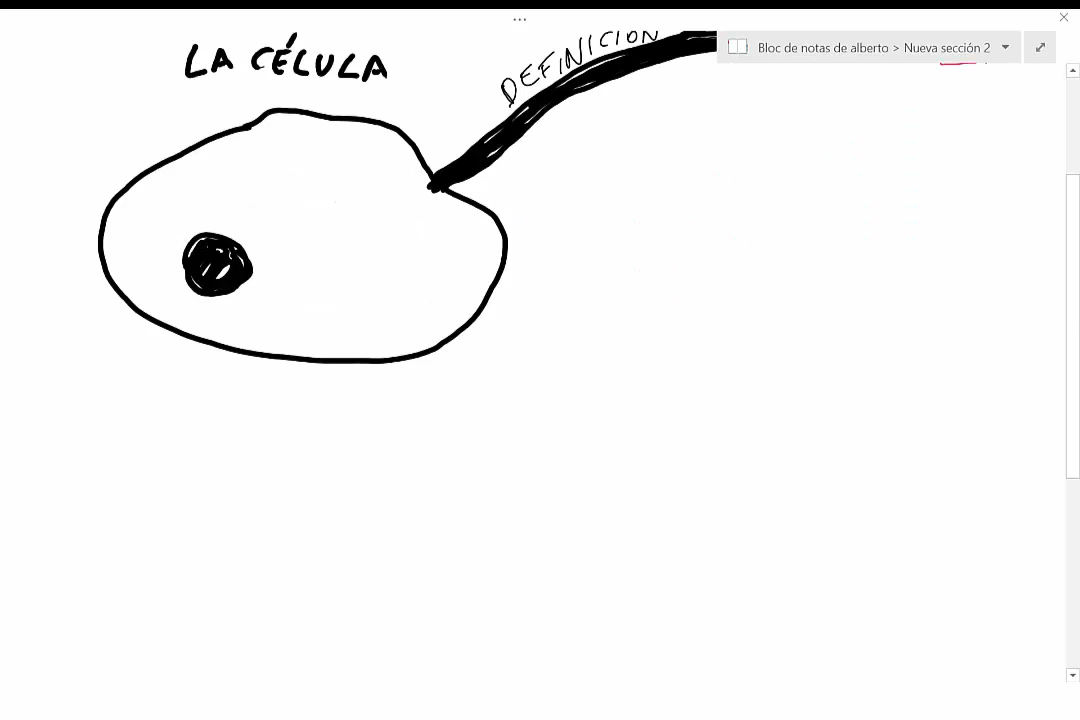 LA CÉLULA
DEFINICION
Bloc de notas de alberto > Nueva sección 2